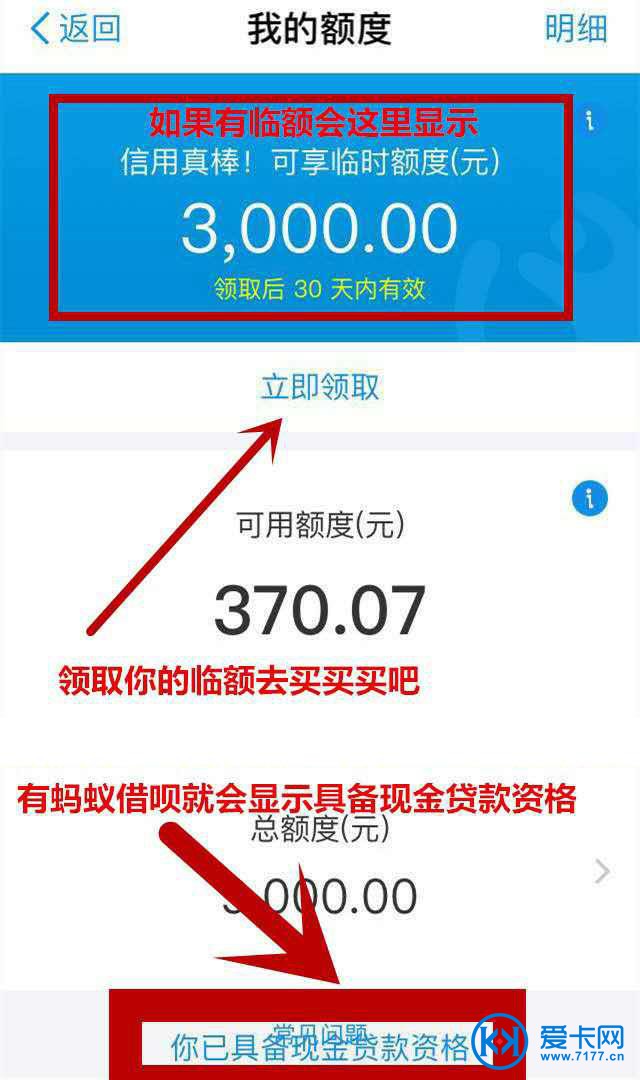 返回
我的额度
明细
如果有临额会这里显示
信用真棒！可享临时额度(元)
3,000.00
领取后 30 天内有效
立即领取
可用额度(元)
370.07
领取你的临额去买买买吧
有蚂蚁借呗就会显示具备现金贷款资格
总额度(元)
000.00
常见问题
你已具备现金贷款资格
爱卡网
www.7177.cn